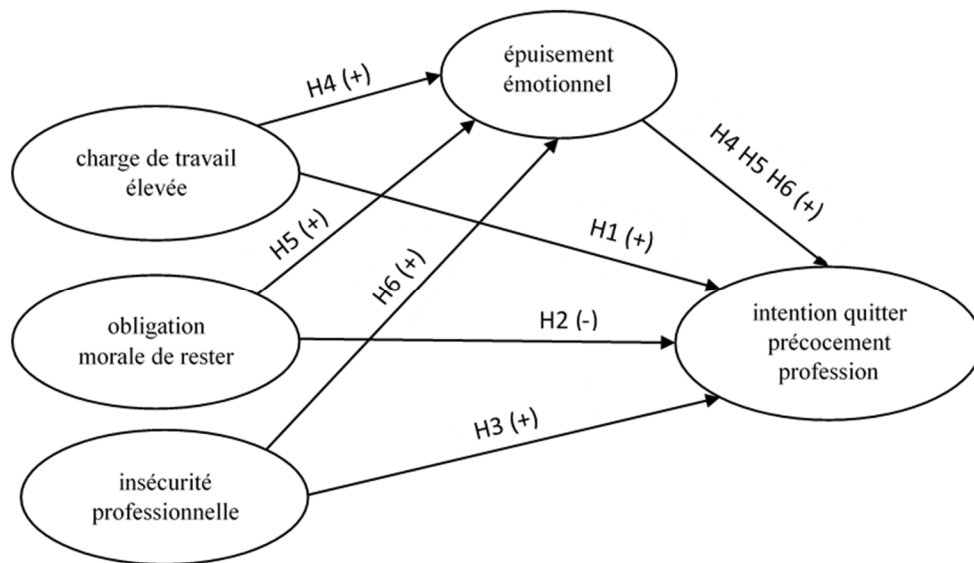 épuisement
émotionnel
H4 (+)
charge de travail
élevée
H4 H5 H6 (+)
H1 (+)
H5 (+)
H6 (+)
obligation
morale de rester
H2 (-)
intention quitter
précocement
profession
H3 (+)
insécurité
professionnelle